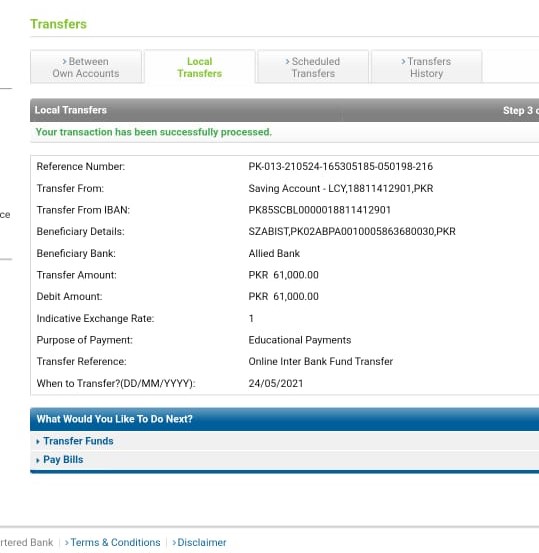 Transfers
Between Own Accounts
Local Transfers
Scheduled Transfers
Transfers History
Local Transfers Step 3 o
Your transaction has been successfully processed.
Reference Number: PK-013-210524-165305185-050198-216
Transfer From: Saving Account - LCY,18811412901,PKR
Transfer From IBAN: PK85SCBL0000018811412901
ce
Beneficiary Details: SZABIST,PK02ABPA0010005863680030,PKR
Beneficiary Bank: Allied Bank
Transfer Amount: PKR 61,000.00
Debit Amount: PKR 61,000.00
Indicative Exchange Rate: 1
Purpose of Payment: Educational Payments
Transfer Reference: Online Inter Bank Fund Transfer
When to Transfer?(DD/MM/YYYY): 24/05/2021
What Would You Like To Do Next?
Transfer Funds
Pay Bills
rtered Bank | Terms & Conditions | Disclaimer